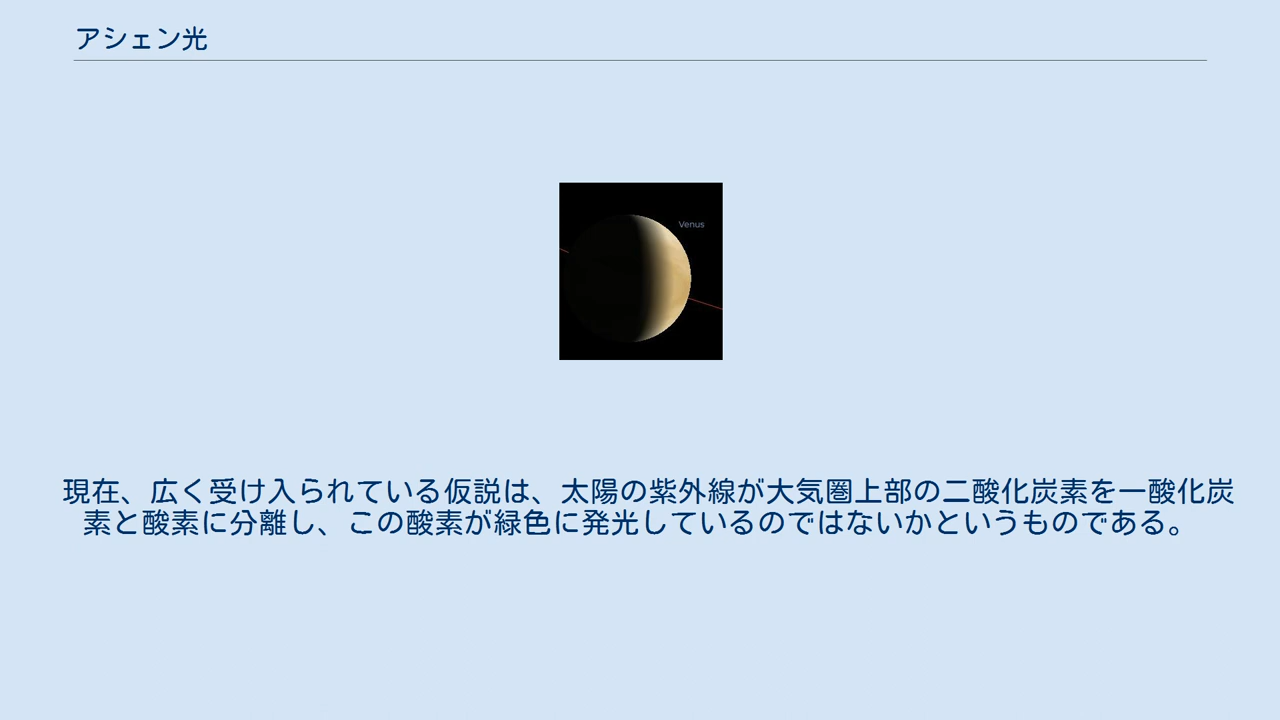 アシェン光
Venus
現在、広く受け入られている仮説は、太陽の紫外線が大気圏上部の二酸化炭素を一酸化炭
素と酸素に分離し、この酸素が緑色に発光しているのではないかというものである。